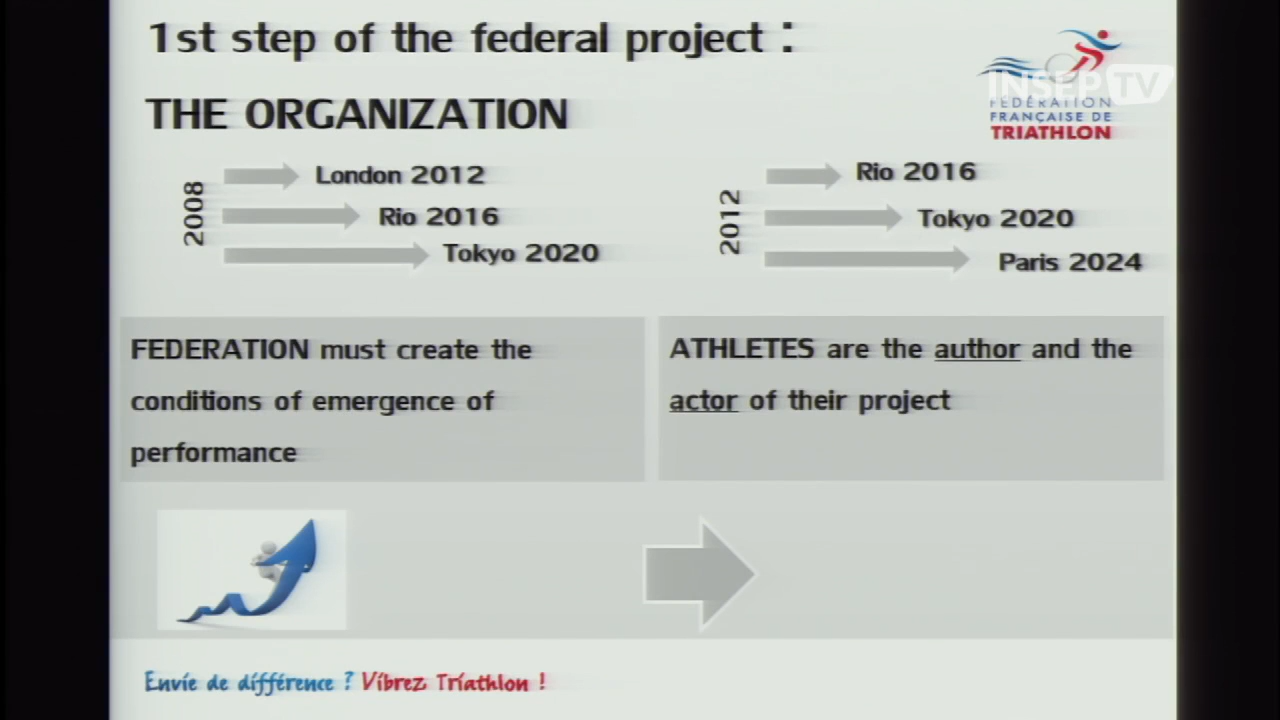 1st step of the federal project :
THE ORGANIZATION
INSEP TV
FÉDÉRATION
FRANÇAISE DE
TRIATHLON
2008
London 2012
Rio 2016
Tokyo 2020
2012
Rio 2016
Tokyo 2020
Paris 2024
FEDERATION must create the
conditions of emergence of
performance
ATHLETES are the author and the
actor of their project
Envie de différence ? Vibrez Triathlon !